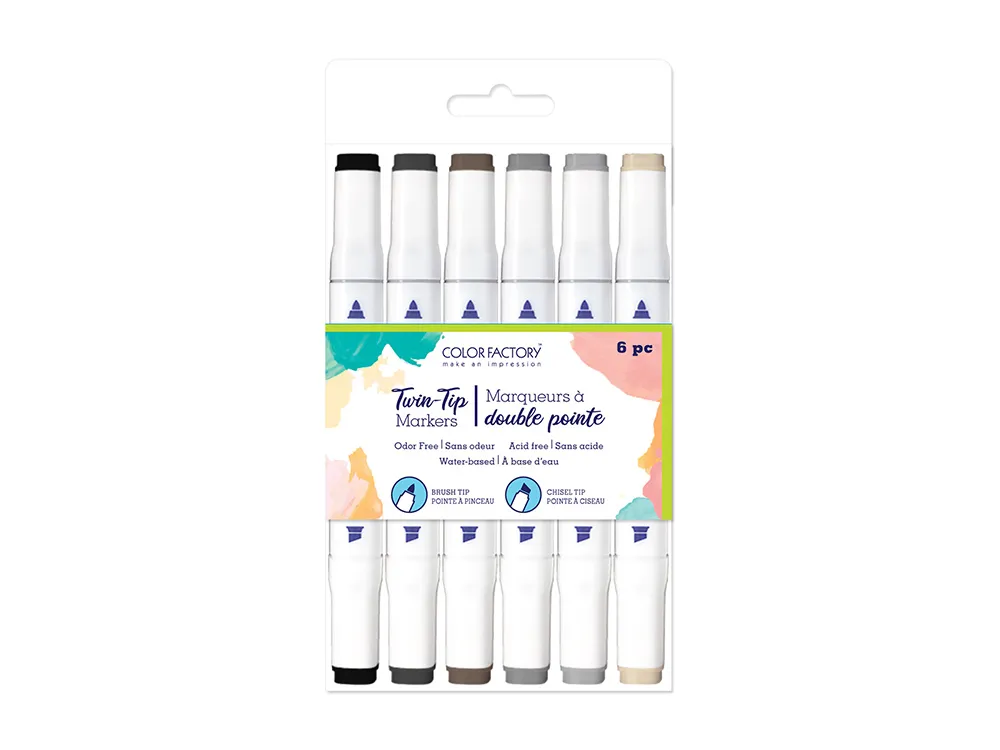 COLOR FACTORY™
make an impression
6 pc
Twin-Tip Markers
Marqueurs à double pointe
Odor Free | Sans odeur Acid free | Sans acide
Water-based | À base d'eau
BRUSH TIP
POINTE À PINCEAU
CHISEL TIP
POINTE À CISEAU